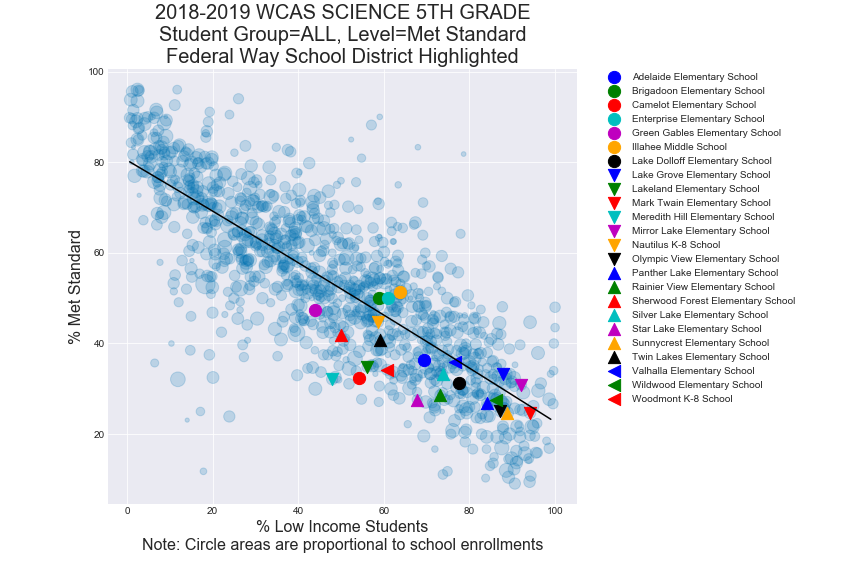 2018-2019 WCAS SCIENCE 5TH GRADE
Student Group=ALL, Level=Met Standard
Federal Way School District Highlighted
100
80
60
40
20
% Met Standard
0
20
40
60
80
100
% Low Income Students
Note: Circle areas are proportional to school enrollments
Adelaide Elementary School
Brigadoon Elementary School
Camelot Elementary School
Enterprise Elementary School
Green Gables Elementary School
Illahee Middle School
Lake Dolloff Elementary School
Lake Grove Elementary School
Lakeland Elementary School
Mark Twain Elementary School
Meredith Hill Elementary School
Mirror Lake Elementary School
Nautilus K-8 School
Olympic View Elementary School
Panther Lake Elementary School
Rainier View Elementary School
Sherwood Forest Elementary School
Silver Lake Elementary School
Star Lake Elementary School
Sunnycrest Elementary School
Twin Lakes Elementary School
Valhalla Elementary School
Wildwood Elementary School
Woodmont K-8 School